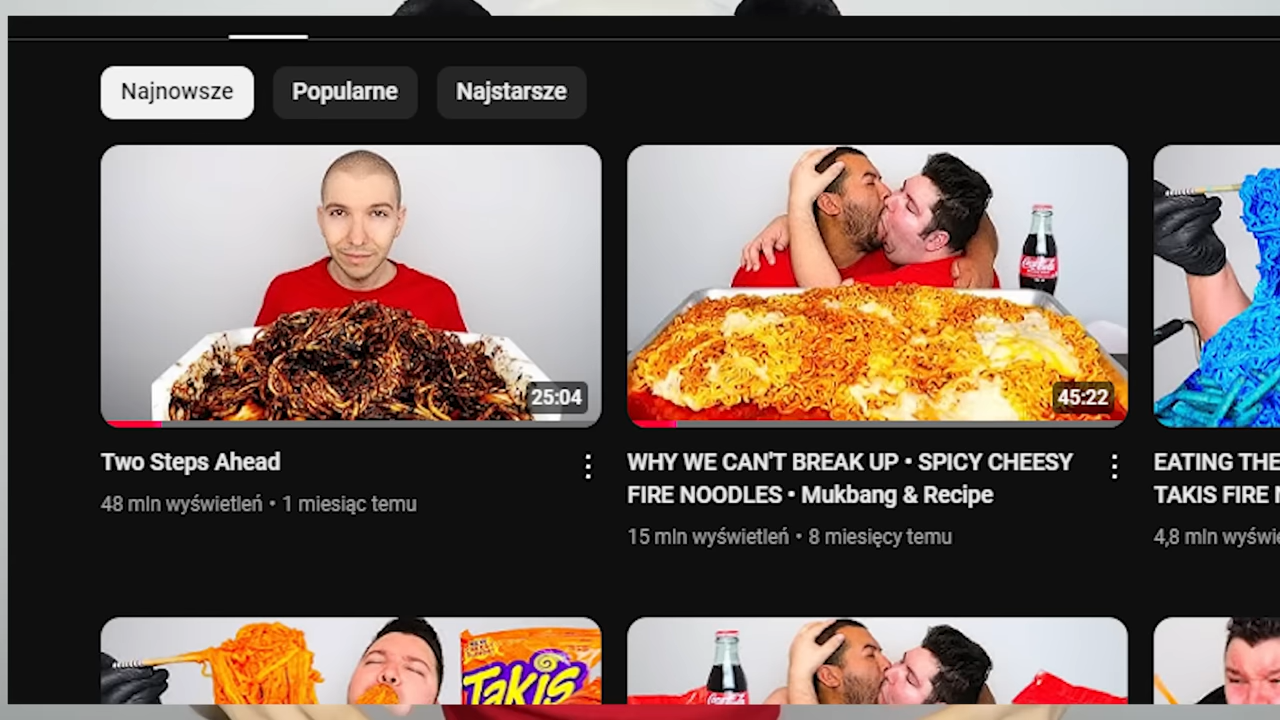 Najnowsze
Popularne
Najstarsze
25:04
45:22
Coca-Cola
Two Steps Ahead
48 mln wyświetleń • 1 miesiąc temu
WHY WE CAN'T BREAK UP • SPICY CHEESY
FIRE NOODLES • Mukbang & Recipe
15 mln wyświetleń • 8 miesięcy temu
EATING THE
TAKIS FIRE
4,8 mln
Takis